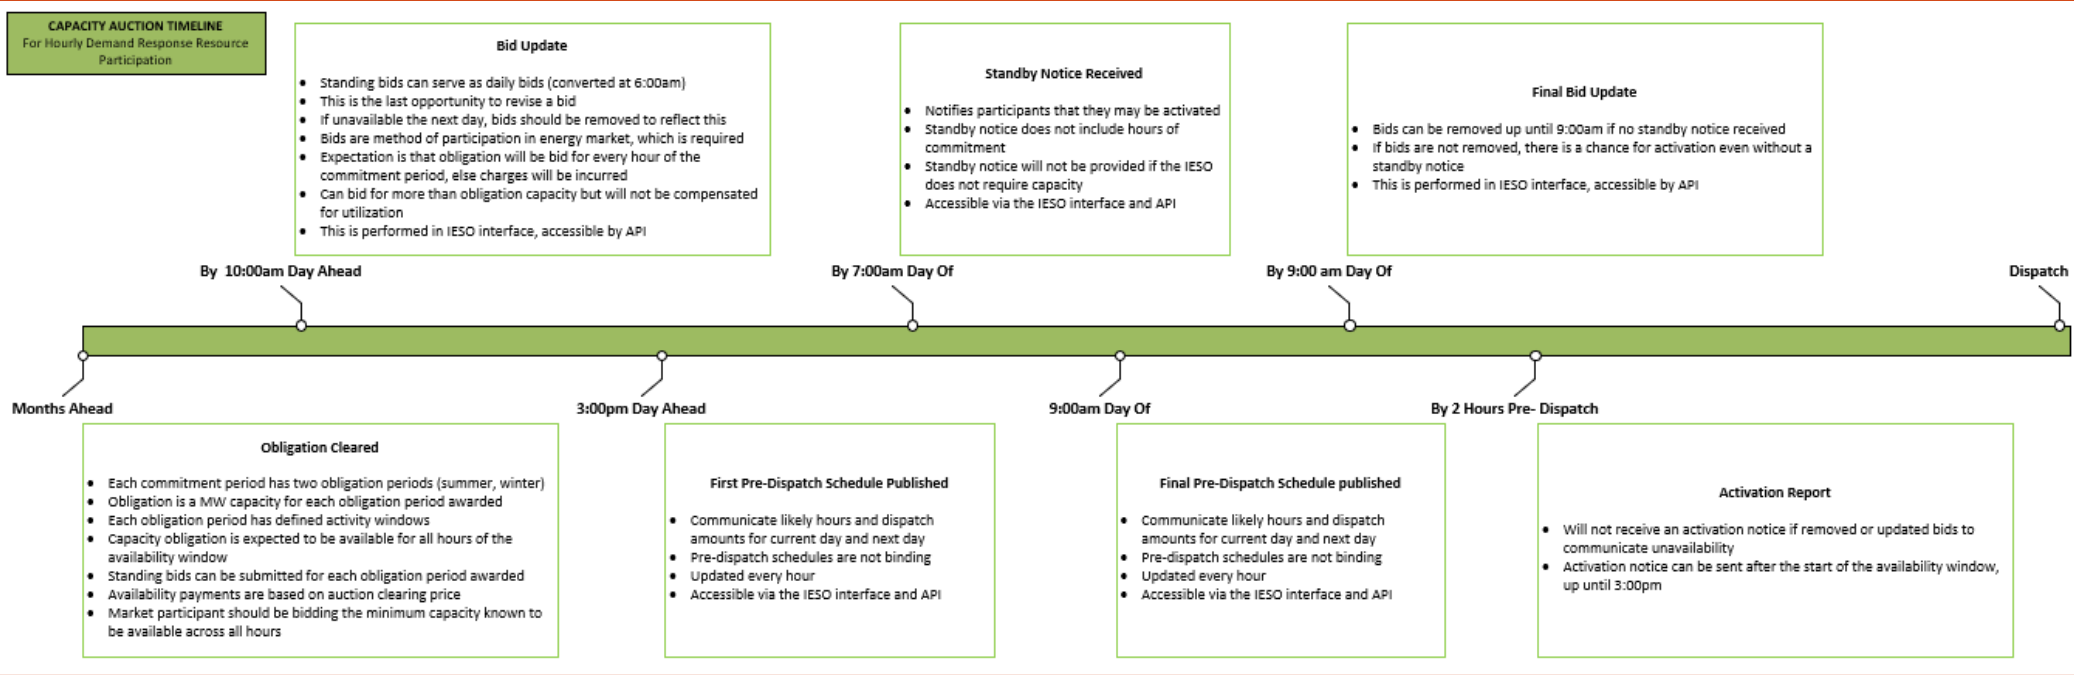 CAPACITY AUCTION TIMELINE
For Hourly Demand Response Resource
Participation
Bid Update
• Standing bids can serve as daily bids (converted at 6:00am)
• This is the last opportunity to revise a bid
• If unavailable the next day, bids should be removed to reflect this
• Bids are method of participation in energy market, which is required
• Expectation is that obligation will be bid for every hour of the
commitment period, else charges will be incurred
• Can bid for more than obligation capacity but will not be compensated
for utilization
• This is performed in IESO interface, accessible by API
Standby Notice Received
• Notifies participants that they may be activated
• Standby notice does not include hours of
commitment
• Standby notice will not be provided if the IESO
does not require capacity
• Accessible via the IESO interface and API
Final Bid Update
• Bids can be removed up until 9:00am if no standby notice received
• If bids are not removed, there is a chance for activation even without a
standby notice
• This is performed in IESO interface, accessible by API
By 10:00am Day Ahead
By 7:00am Day Of
By 9:00 am Day Of
Dispatch
Months Ahead
3:00pm Day Ahead
9:00am Day Of
By 2 Hours Pre- Dispatch
Obligation Cleared
• Each commitment period has two obligation periods (summer, winter)
• Obligation is a MW capacity for each obligation period awarded
• Each obligation period has defined activity windows
• Capacity obligation is expected to be available for all hours of the
availability window
• Standing bids can be submitted for each obligation period awarded
• Availability payments are based on auction clearing price
• Market participant should be bidding the minimum capacity known to
be available across all hours
First Pre-Dispatch Schedule Published
• Communicate likely hours and dispatch
amounts for current day and next day
• Pre-dispatch schedules are not binding
• Updated every hour
• Accessible via the IESO interface and API
Final Pre-Dispatch Schedule published
• Communicate likely hours and dispatch
amounts for current day and next day
• Pre-dispatch schedules are not binding
• Updated every hour
• Accessible via the IESO interface and API
Activation Report
• Will not receive an activation notice if removed or updated bids to
communicate unavailability
• Activation notice can be sent after the start of the availability window,
up until 3:00pm